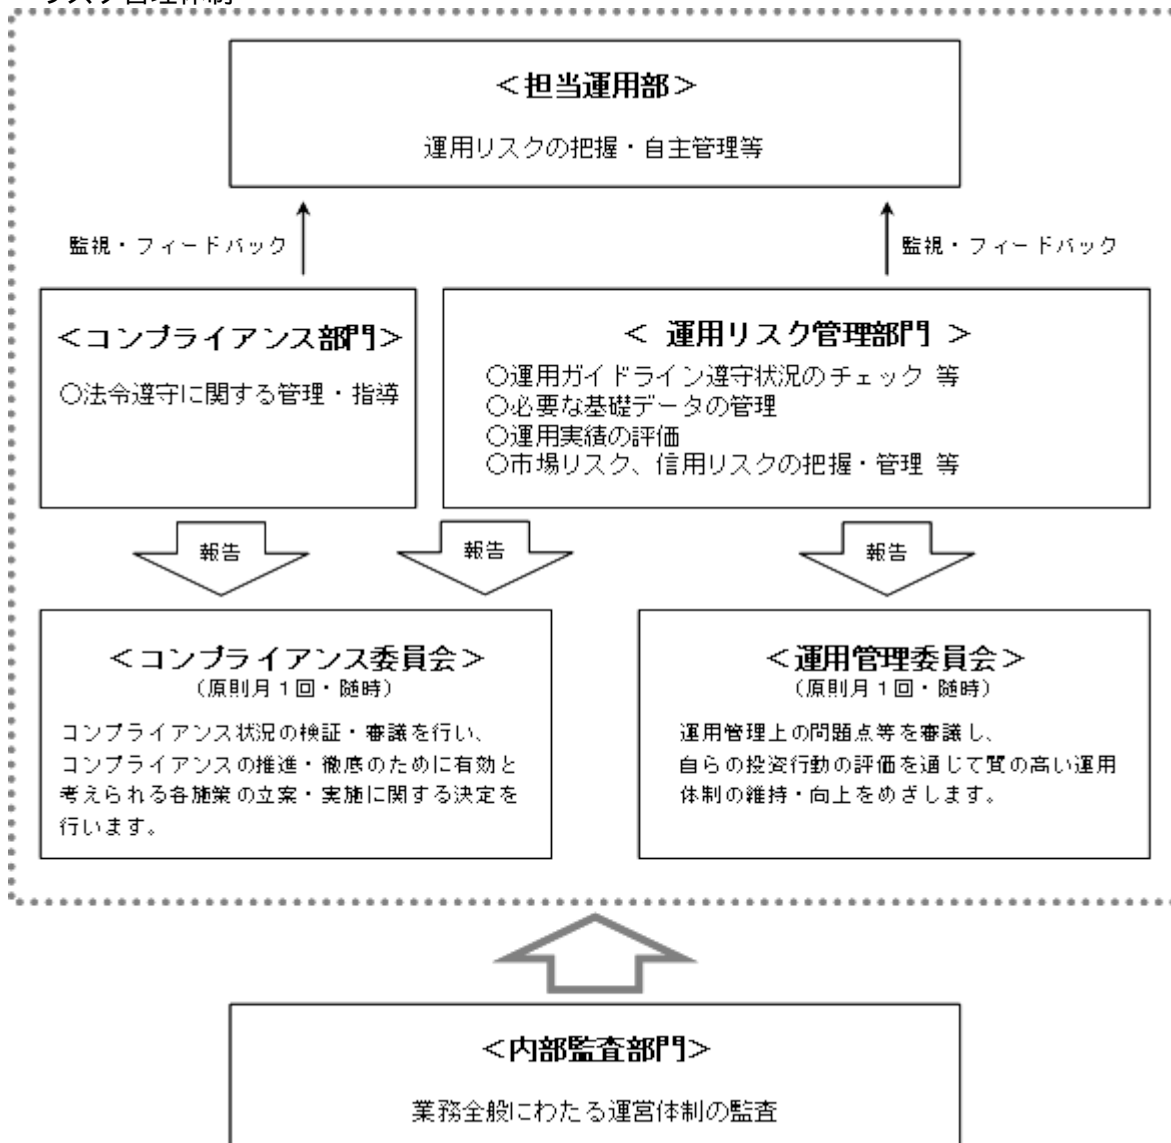 リスク管理体制
＜担当運用部＞
運用リスクの把握・自主管理等
監視・フィードバック
監視・フィードバック
＜コンプライアンス部門＞
○法令遵守に関する管理・指導
＜ 運用リスク管理部門 ＞
○運用ガイドライン遵守状況のチェック 等
○必要な基礎データの管理
○運用実績の評価
○市場リスク、信用リスクの把握・管理 等
報告
報告
報告
＜コンプライアンス委員会＞
（原則月１回・随時）
コンプライアンス状況の検証・審議を行い、
コンプライアンスの推進・徹底のために有効と
考えられる各施策の立案・実施に関する決定を
行います。
＜運用管理委員会＞
（原則月１回・随時）
運用管理上の問題点等を審議し、
自らの投資行動の評価を通じて質の高い運用
体制の維持・向上をめざします。
＜内部監査部門＞
業務全般にわたる運営体制の監査